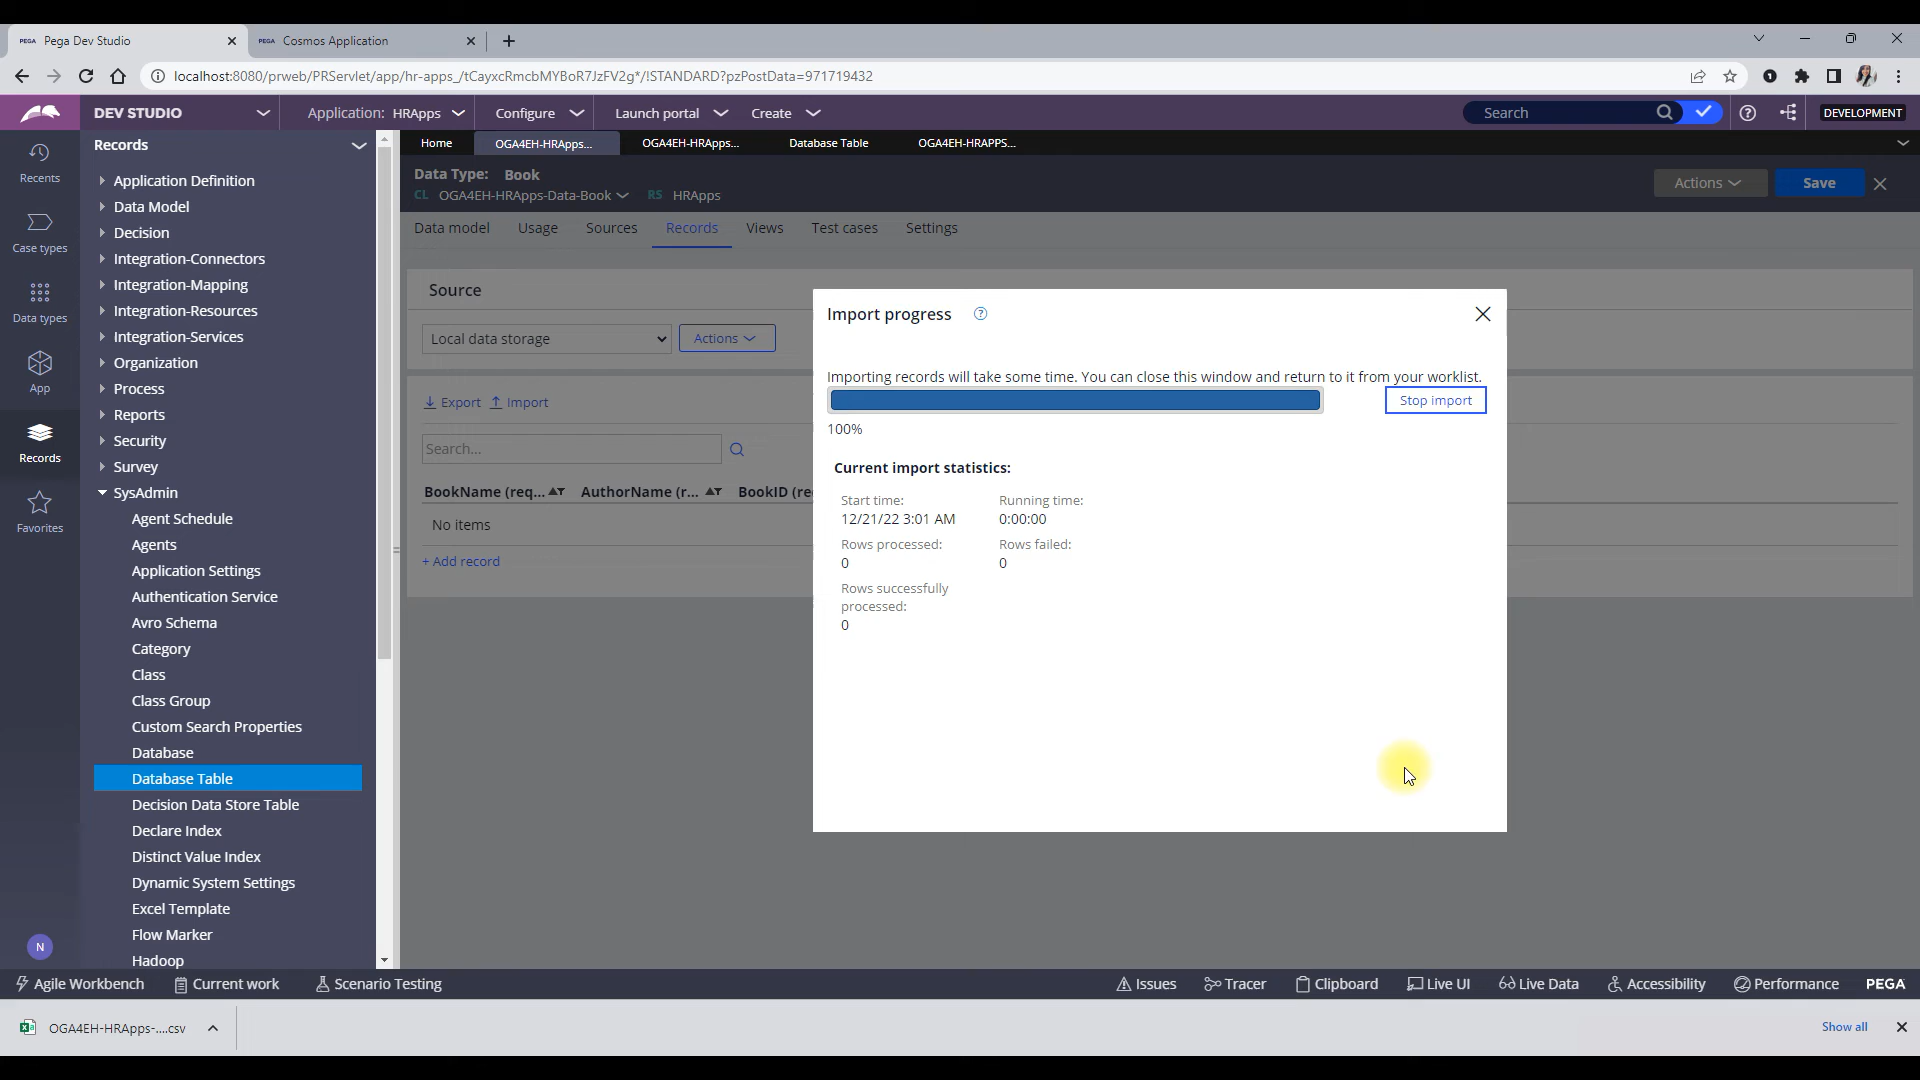 PEGA Pega Dev Studio
PEGA Cosmos Application
localhost:8080/prweb/PRServlet/app/hr-apps_/tCayxcRmcbMYBoR7JzFV2g*/!STANDARD?pzPostData=971719432
DEV STUDIO
Application: HRApps
Configure
Launch portal
Create
Search
DEVELOPMENT
Recents
Case types
Data types
App
Records
Favorites
N
Records
Application Definition
Data Model
Decision
Integration-Connectors
Integration-Mapping
Integration-Resources
Integration-Services
Organization
Process
Reports
Security
Survey
SysAdmin
Agent Schedule
Agents
Application Settings
Authentication Service
Avro Schema
Category
Class
Class Group
Custom Search Properties
Database
Database Table
Decision Data Store Table
Declare Index
Distinct Value Index
Dynamic System Settings
Excel Template
Flow Marker
Hadoop
Home
OGA4EH-HRApps...
OGA4EH-HRApps...
Database Table
OGA4EH-HRAPPS...
Data Type: Book
CL OGA4EH-HRApps-Data-Book RS HRApps
Actions
Save
Data model
Usage
Sources
Records
Views
Test cases
Settings
Source
Local data storage
Actions
Export
Import
Search...
BookName (req...
AuthorName (r...
BookID (re
No items
+ Add record
Import progress
Importing records will take some time. You can close this window and return to it from your worklist.
Stop import
100%
Current import statistics:
Start time:
12/21/22 3:01 AM
Running time:
0:00:00
Rows processed:
0
Rows failed:
0
Rows successfully
processed:
0
Agile Workbench
Current work
Scenario Testing
Issues
Tracer
Clipboard
Live UI
Live Data
Accessibility
Performance
PEGA
OGA4EH-HRApps-....csv
Show all